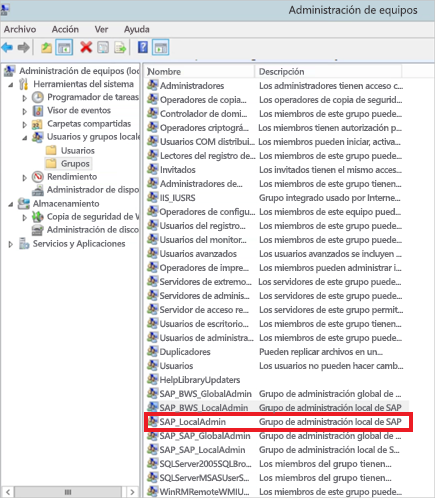 Administración de equipos
Archivo Acción Ver Ayuda
Administración de equipos (loc
Herramientas del sistema
Programador de tareas
Visor de eventos
Carpetas compartidas
Usuarios y grupos locale
Usuarios
Grupos
Rendimiento
Administrador de dispo
Almacenamiento
Copia de seguridad de W
Administración de disco
Servicios y Aplicaciones
Nombre Descripción
Administradores Los administradores tienen acceso c...
Operadores de copia... Los operadores de copia de segurid...
Controlador de domi... Los miembros de este grupo puede...
Operadores criptográ... Los miembros tienen autorización p...
Usuarios COM distribui... Los miembros pueden iniciar, activa...
Lectores del registro de... Los miembros de este grupo puede...
Invitados Los invitados tienen el mismo acces...
Administradores de... Los miembros de este grupo tienen...
IIS_IUSRS Grupo integrado usado por Interne...
Operadores de configu... Los miembros de este equipo pued...
Usuarios del registro... Los miembros de este grupo puede...
Usuarios del monitor... Los miembros de este grupo puede...
Usuarios avanzados Los usuarios avanzados se incluyen ...
Operadores de impre... Los miembros pueden administrar i...
Servidores de extremo... Los servidores de este grupo puede...
Servidores de adminis... Los servidores de este grupo puede...
Servidor de acceso re... Los servidores de este grupo permit...
Usuarios de escritorio... Los miembros de este grupo puede...
Usuarios de administra... Los miembros de este grupo tienen...
Duplicadores Pueden replicar archivos en un...
Usuarios Los usuarios no pueden hacer camb...
HelpLibraryUpdaters
SAP_BWS_GlobalAdmin Grupo de administración global de ...
SAP_BWS_LocalAdmin Grupo de administración local de SAP
SAP_LocalAdmin Grupo de administración local de SAP
SAP_SAP_GlobalAdmin Grupo de administración global de ...
SAP_SAP_LocalAdmin Grupo de administración local de S...
SQLServer2005SQLBro... Los miembros del grupo tienen...
SQLServerMSASUserS... Los miembros del grupo tienen...
WinRMRemoteWMIU... Los miembros de este grupo puede...